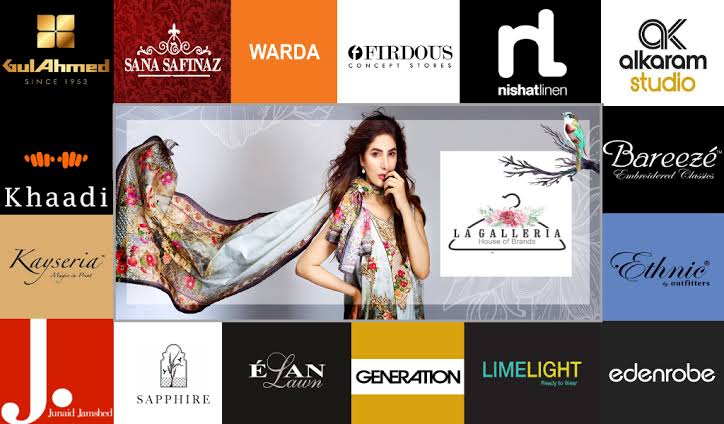 GulAhmed
SINCE 1953
SANA SAFINAZ
WARDA
FIRDOUS
CONCEPT STORES
nl
nishatlinen
ak
alkaram
studio
Khaadi
LA GALLERIA
House of Brands
Bareezé™
Embroidered Classics
Kayseria™
Magic in Print
Ethnic®
by outfitters
J.
Junaid Jamshed
SAPPHIRE
ÉLAN
Lawn
GENERATION
LIMELIGHT
Ready to Wear
edenrobe